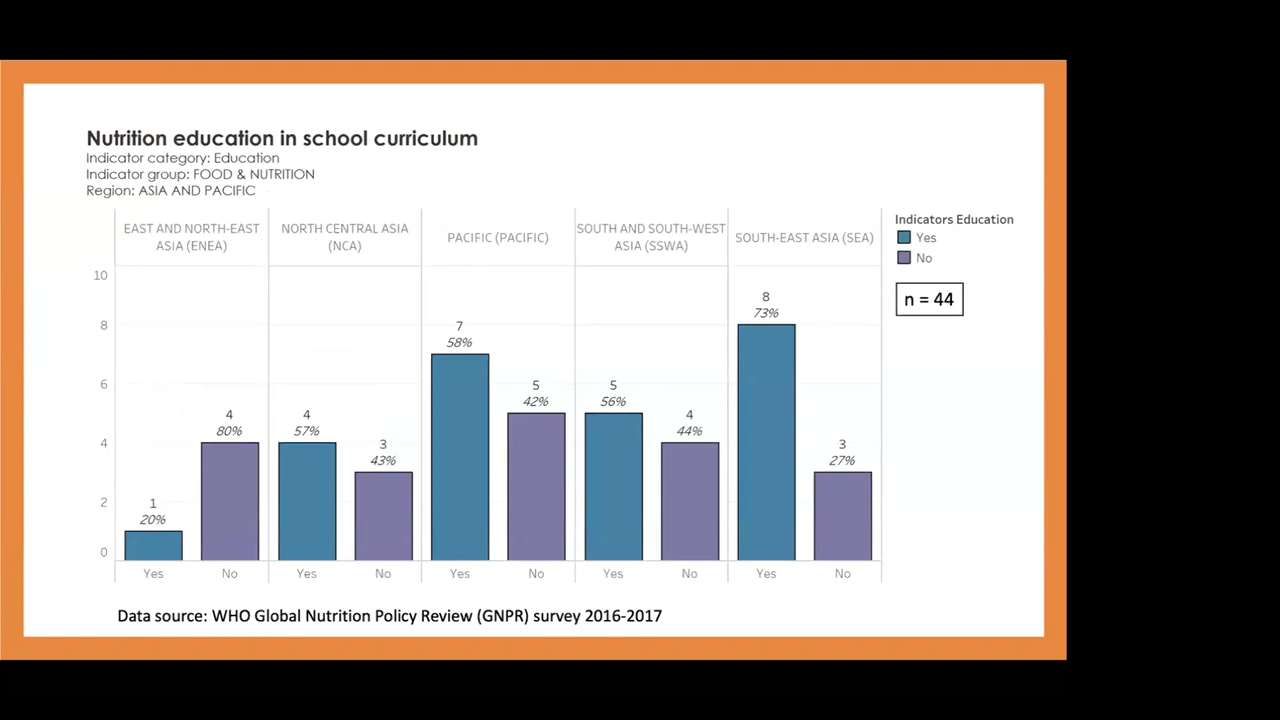 Nutrition education in school curriculum
Indicator category: Education
Indicator group: FOOD & NUTRITION
Region: ASIA AND PACIFIC
EAST AND NORTH-EAST
ASIA (ENEA)
NORTH CENTRAL ASIA
(NCA)
PACIFIC (PACIFIC)
SOUTH AND SOUTH-WEST
ASIA (SSWA)
SOUTH-EAST ASIA (SEA)
Indicators Education
Yes
No
n = 44
10
8
6
4
2
0
1
20%
4
80%
4
57%
3
43%
7
58%
5
42%
5
56%
4
44%
8
73%
3
27%
Yes
No
Yes
No
Yes
No
Yes
No
Yes
No
Data source: WHO Global Nutrition Policy Review (GNPR) survey 2016-2017